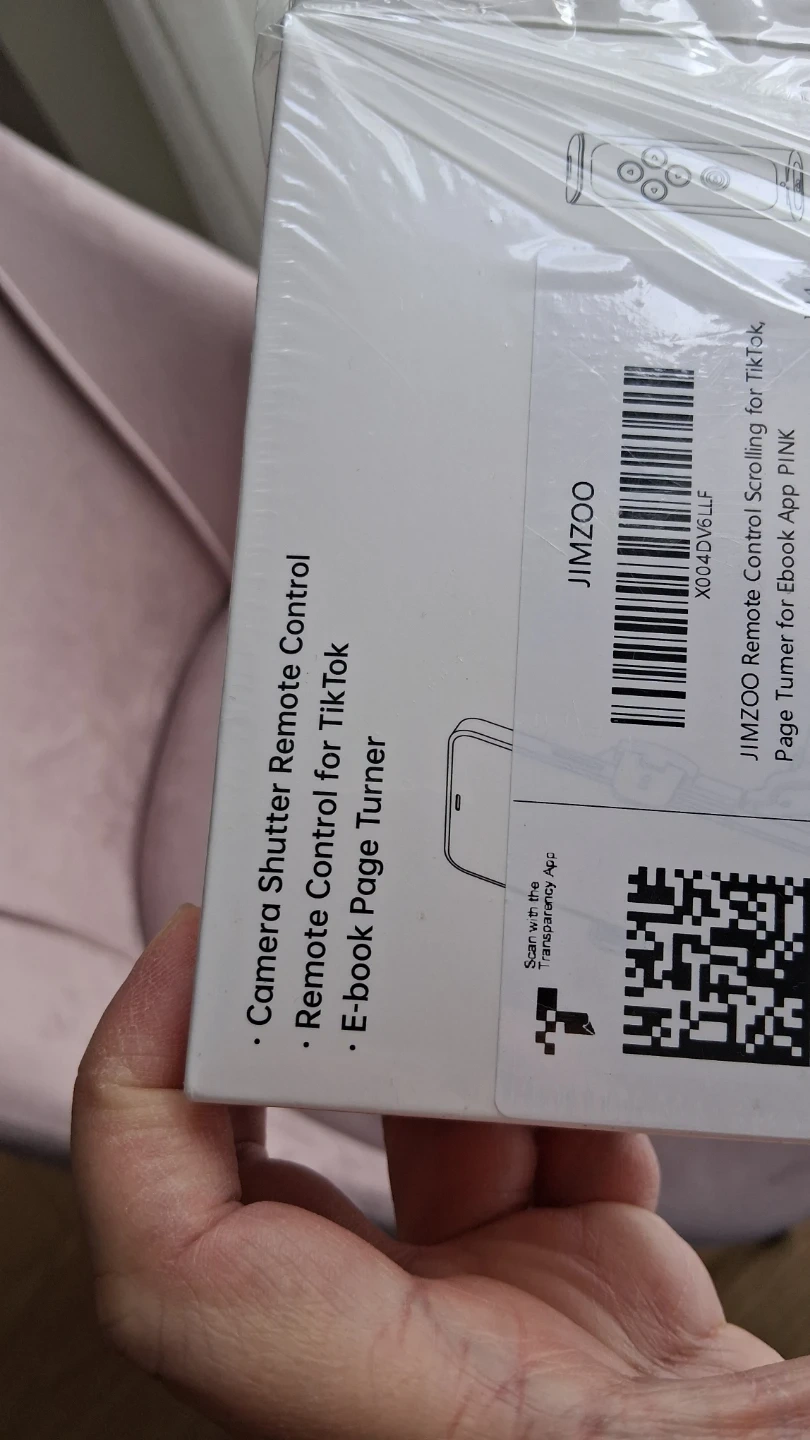 · Camera Shutter Remote Control
· Remote Control for TikTok
· E-book Page Turner
JIMZOO
X004DV6LLF
JIMZOO Remote Control Scrolling for TikTok,
Page Turner for Ebook App PINK
Scan with the
Transparency App